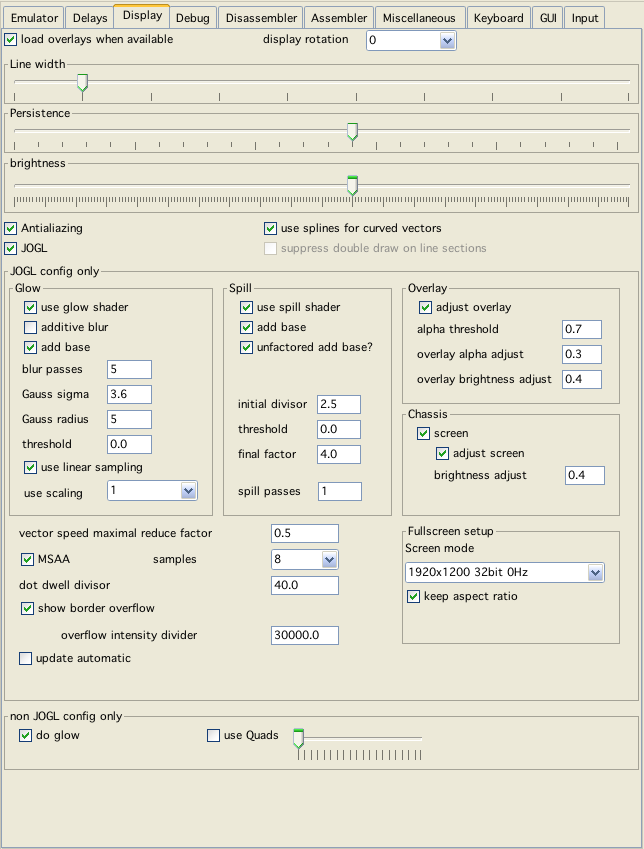 Emulator Delays Display Debug Disassembler Assembler Miscellaneous Keyboard GUI Input
load overlays when available display rotation 0
Line width
Persistence
brightness
Antialiazing use splines for curved vectors
JOGL suppress double draw on line sections
JOGL config only
Glow
use glow shader
additive blur
add base
blur passes 5
Gauss sigma 3.6
Gauss radius 5
threshold 0.0
use linear sampling
use scaling 1
Spill
use spill shader
add base
unfactored add base?
initial divisor 2.5
threshold 0.0
final factor 4.0
spill passes 1
Overlay
adjust overlay
alpha threshold 0.7
overlay alpha adjust 0.3
overlay brightness adjust 0.4
Chassis
screen
adjust screen
brightness adjust 0.4
vector speed maximal reduce factor 0.5
MSAA samples 8
dot dwell divisor 40.0
show border overflow
overflow intensity divider 30000.0
update automatic
Fullscreen setup
Screen mode
1920x1200 32bit 0Hz
keep aspect ratio
non JOGL config only
do glow use Quads